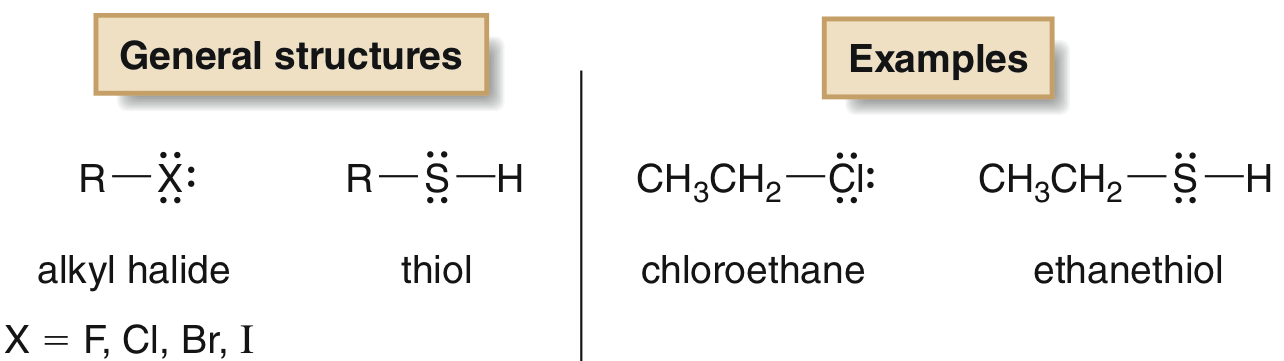 General structures
Examples
R—X:
R—S—H
CH₃CH₂—Cl:
CH₃CH₂—S—H
alkyl halide
thiol
chloroethane
ethanethiol
X = F, Cl, Br, I